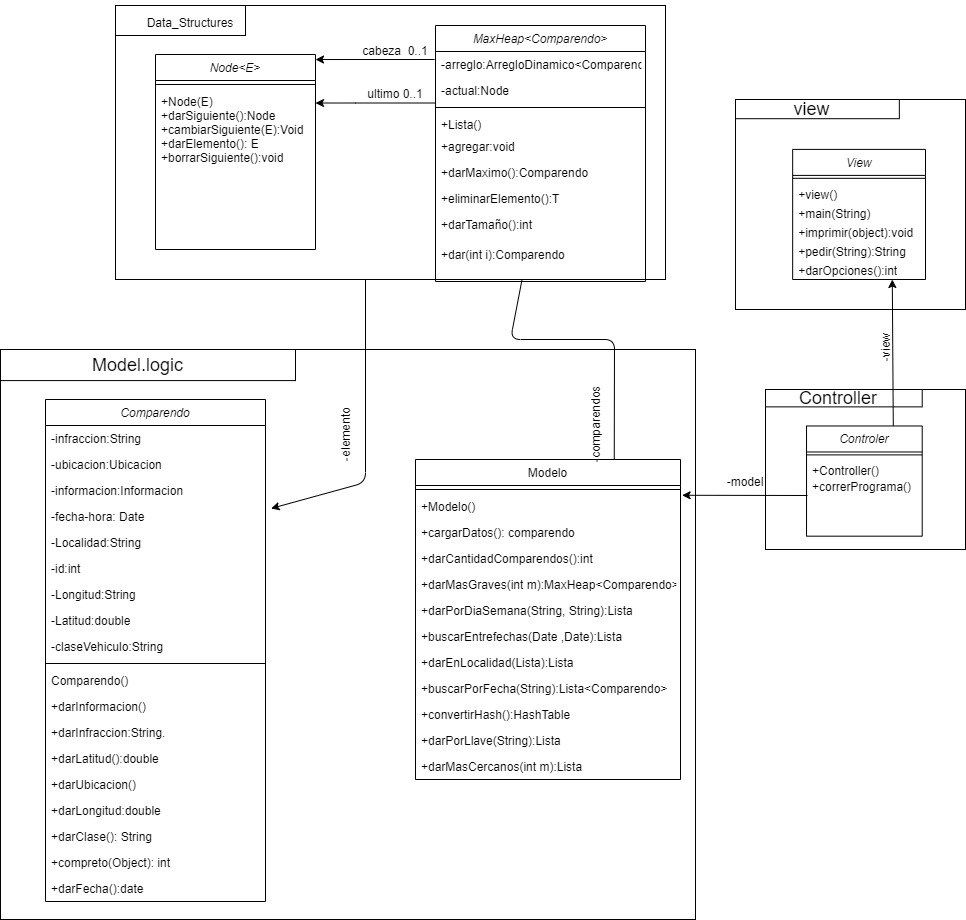 Data_Structures
MaxHeap<Comparendo>
-arreglo:ArregloDinamico<Comparend
-actual:Node
+Lista()
+agregar:void
+darMaximo():Comparendo
+eliminarElemento():T
+darTamaño():int
+dar(int i):Comparendo
cabeza 0..1
ultimo 0..1
Node<E>
+Node(E)
+darSiguiente():Node
+cambiarSiguiente(E):Void
+darElemento(): E
+borrarSiguiente():void
view
View
+view()
+main(String)
+imprimir(object):void
+pedir(String):String
+darOpciones():int
-view
Controller
Controler
+Controller()
+correrPrograma()
-model
-elemento
-comparendos
Model.logic
Comparendo
-infraccion:String
-ubicacion:Ubicacion
-informacion:Informacion
-fecha-hora: Date
-Localidad:String
-id:int
-Longitud:String
-Latitud:double
-claseVehiculo:String
Comparendo()
+darInformacion()
+darInfraccion:String.
+darLatitud():double
+darUbicacion()
+darLongitud:double
+darClase(): String
+compreto(Object): int
+darFecha():date
Modelo
+Modelo()
+cargarDatos(): comparendo
+darCantidadComparendos():int
+darMasGraves(int m):MaxHeap<Comparendo>
+darPorDiaSemana(String, String):Lista
+buscarEntrefechas(Date ,Date):Lista
+darEnLocalidad(Lista):Lista
+buscarPorFecha(String):Lista<Comparendo>
+convertirHash():HashTable
+darPorLlave(String):Lista
+darMasCercanos(int m):Lista